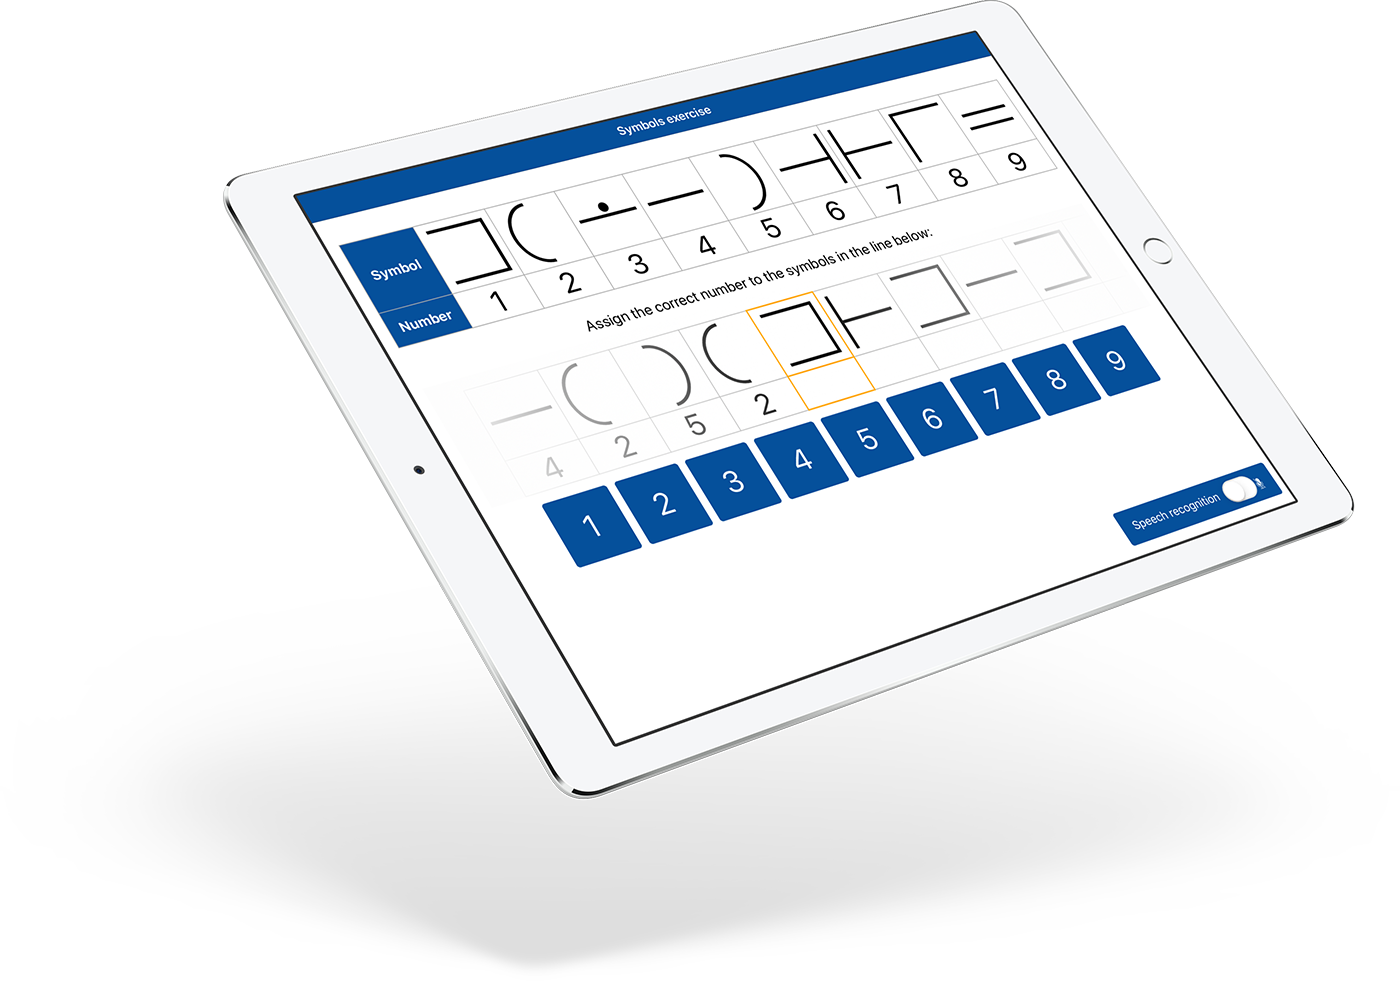 Symbols exercise
Symbol
Number 1 2 3 4 5 6 7 8 9
Assign the correct number to the symbols in the line below:
4 2 5 2
1 2 3 4 5 6 7 8 9
Speech recognition